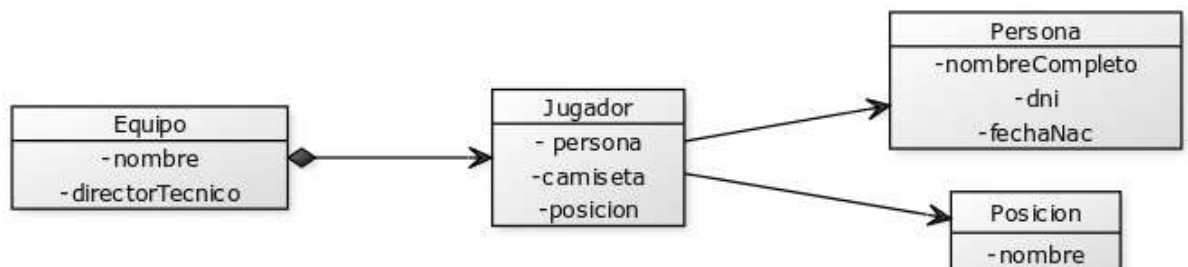 Equipo
-nombre
-directorTecnico
Jugador
- persona
-camiseta
-posicion
Persona
-nombreCompleto
-dni
-fechaNac
Posicion
-nombre